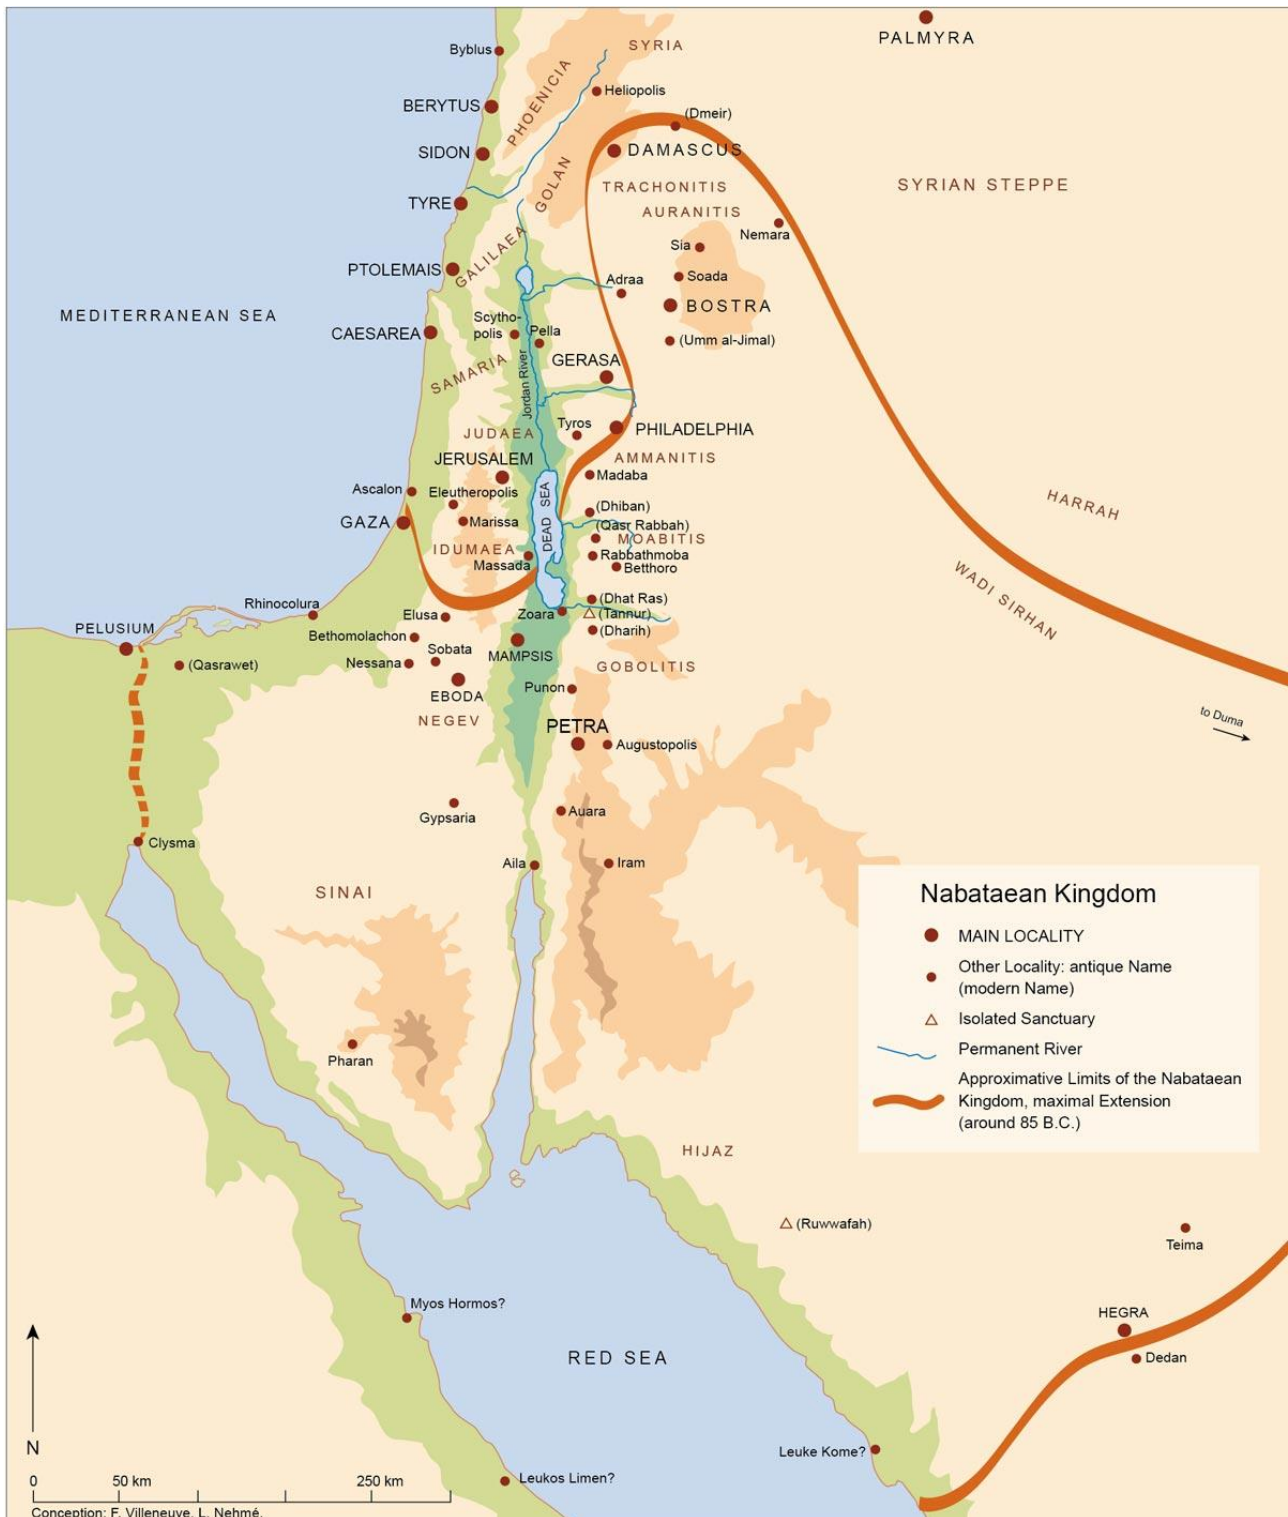 Byblus
SYRIA
PALMYRA
PHOENICIA
Heliopolis
BERYTUS
(Dmeir)
SIDON
DAMASCUS
GOLAN
TRACHONITIS
SYRIAN STEPPE
TYRE
AURANITIS
Nemara
GALILAEA
Sia
PTOLEMAIS
Soada
Adraa
BOSTRA
MEDITERRANEAN SEA
CAESAREA
Scytho-
polis
Pella
(Umm al-Jimal)
GERASA
SAMARIA
Jordan River
Tyros
PHILADELPHIA
JUDAEA
JERUSALEM
AMMANITIS
Madaba
Ascalon
Eleutheropolis
DEAD SEA
HARRAH
GAZA
Marissa
(Dhiban)
(Qasr Rabbah)
MOABITIS
IDUMAEA
Rabbathmoba
Massada
Betthoro
WADI SIRHAN
Rhinocolura
(Dhat Ras)
Elusa
Zoara
(Tannur)
PELUSIUM
Bethomolachon
(Dharih)
(Qasrawet)
Sobata
MAMPSIS
Nessana
GOBOLITIS
EBODA
Punon
NEGEV
PETRA
to Duma
Augustopolis
Gypsaria
Auara
Clysma
Aila
Iram
SINAI
Pharan
Nabataean Kingdom
MAIN LOCALITY
Other Locality: antique Name
(modern Name)
Isolated Sanctuary
Permanent River
Approximative Limits of the Nabataean
Kingdom, maximal Extension
(around 85 B.C.)
HIJAZ
(Ruwwafah)
Teima
Myos Hormos?
HEGRA
RED SEA
Dedan
Leuke Kome?
N
Leukos Limen?
0 50 km 250 km
Conception: F. Villeneuve, L. Nehmé.